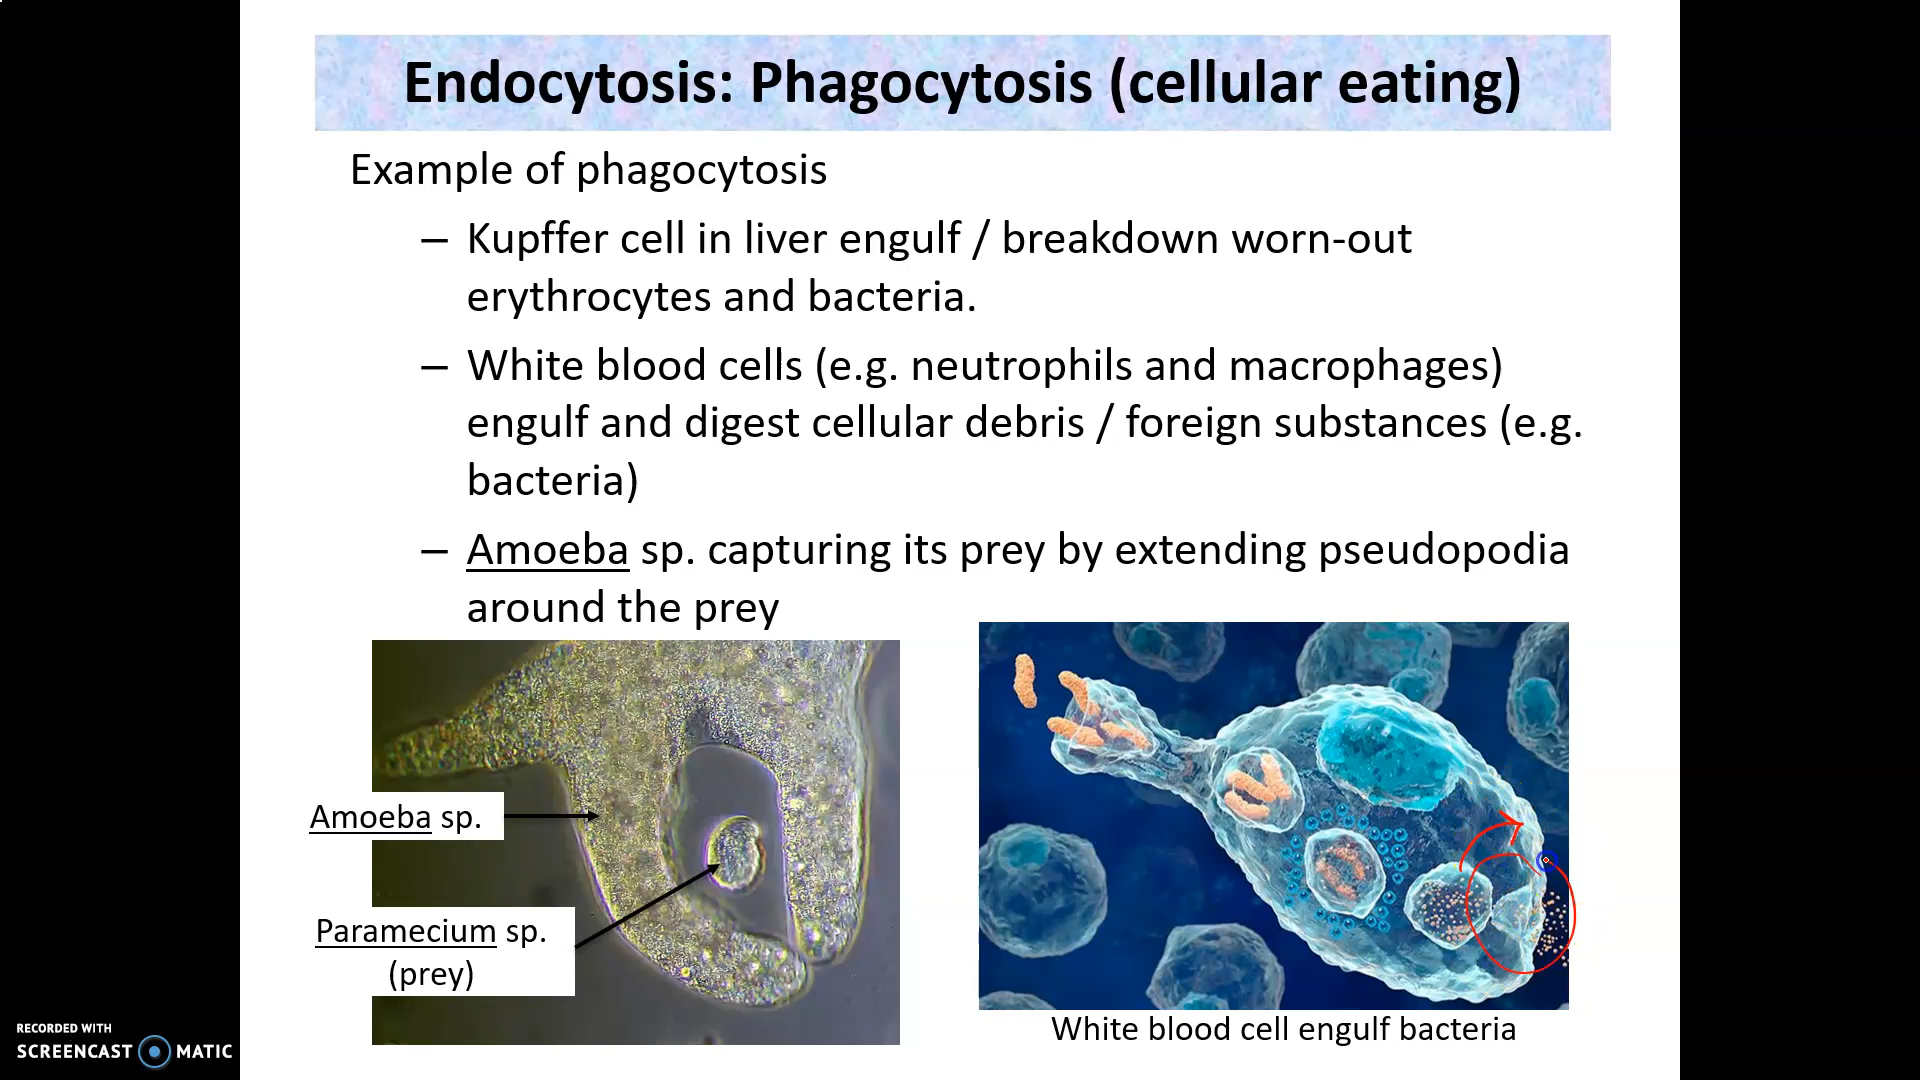 Endocytosis: Phagocytosis (cellular eating)
Example of phagocytosis
– Kupffer cell in liver engulf / breakdown worn-out
erythrocytes and bacteria.
– White blood cells (e.g. neutrophils and macrophages)
engulf and digest cellular debris / foreign substances (e.g.
bacteria)
– Amoeba sp. capturing its prey by extending pseudopodia
around the prey
Amoeba sp.
Paramecium sp.
(prey)
White blood cell engulf bacteria
RECORDED WITH
SCREENCAST MATIC